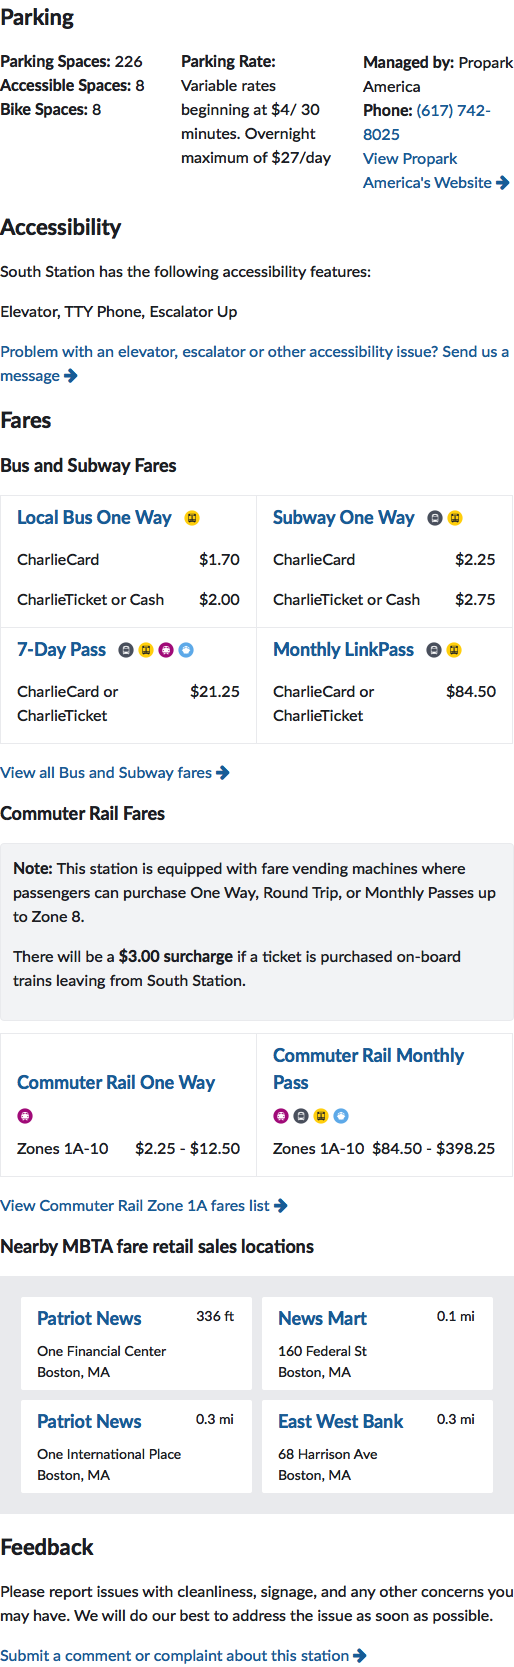 Parking
Parking Spaces: 226
Accessible Spaces: 8
Bike Spaces: 8
Parking Rate:
Variable rates
beginning at $4/ 30
minutes. Overnight
maximum of $27/day
Managed by: Propark
America
Phone: (617) 742-
8025
View Propark
America's Website
Accessibility
South Station has the following accessibility features:
Elevator, TTY Phone, Escalator Up
Problem with an elevator, escalator or other accessibility issue? Send us a
message
Fares
Bus and Subway Fares
Local Bus One Way
CharlieCard $1.70
CharlieTicket or Cash $2.00
Subway One Way
CharlieCard $2.25
CharlieTicket or Cash $2.75
7-Day Pass
CharlieCard or $21.25
CharlieTicket
Monthly LinkPass
CharlieCard or $84.50
CharlieTicket
View all Bus and Subway fares
Commuter Rail Fares
Note: This station is equipped with fare vending machines where
passengers can purchase One Way, Round Trip, or Monthly Passes up
to Zone 8.
There will be a $3.00 surcharge if a ticket is purchased on-board
trains leaving from South Station.
Commuter Rail One Way
Zones 1A-10 $2.25 - $12.50
Commuter Rail Monthly
Pass
Zones 1A-10 $84.50 - $398.25
View Commuter Rail Zone 1A fares list
Nearby MBTA fare retail sales locations
Patriot News 336 ft
One Financial Center
Boston, MA
News Mart 0.1 mi
160 Federal St
Boston, MA
Patriot News 0.3 mi
One International Place
Boston, MA
East West Bank 0.3 mi
68 Harrison Ave
Boston, MA
Feedback
Please report issues with cleanliness, signage, and any other concerns you
may have. We will do our best to address the issue as soon as possible.
Submit a comment or complaint about this station